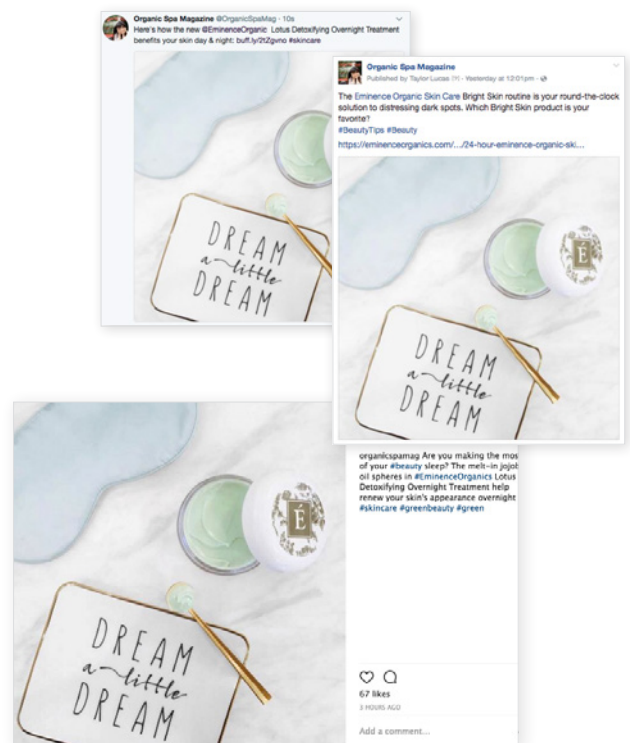 Organic Spa Magazine @OrganicSpaMag · 10s
Here's how the new @EminenceOrganic Lotus Detoxifying Overnight Treatment
benefits your skin day & night: buff.ly/2tZgvno #skincare
DREAM
a little
DREAM
Organic Spa Magazine
Published by Taylor Lucas [?] · Yesterday at 12:01pm ·
The Eminence Organic Skin Care Bright Skin routine is your round-the-clock
solution to distressing dark spots. Which Bright Skin product is your
favorite?
#BeautyTips #Beauty
https://eminenceorganics.com/.../24-hour-eminence-organic-ski...
É
DREAM
a little
DREAM
É
DREAM
a little
DREAM
organicspamag Are you making the mos
of your #beauty sleep? The melt-in jojob
oil spheres in #EminenceOrganics Lotus
Detoxifying Overnight Treatment help
renew your skin's appearance overnight
#skincare #greenbeauty #green
67 likes
3 HOURS AGO
Add a comment...